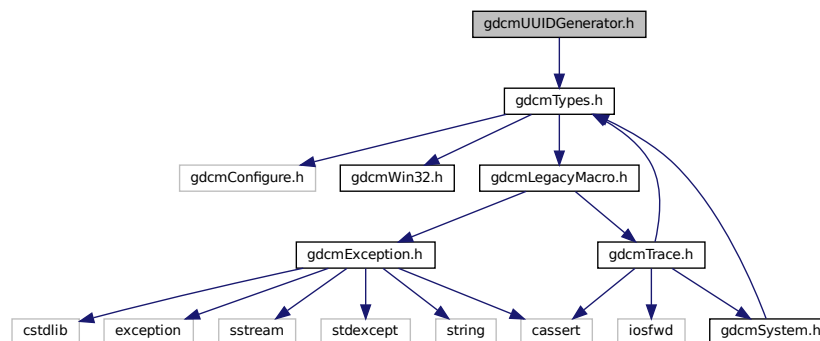 gdcmUUIDGenerator.h
gdcmTypes.h
gdcmConfigure.h
gdcmWin32.h
gdcmLegacyMacro.h
gdcmException.h
gdcmTrace.h
cstdlib
exception
sstream
stdexcept
string
cassert
iosfwd
gdcmSystem.h